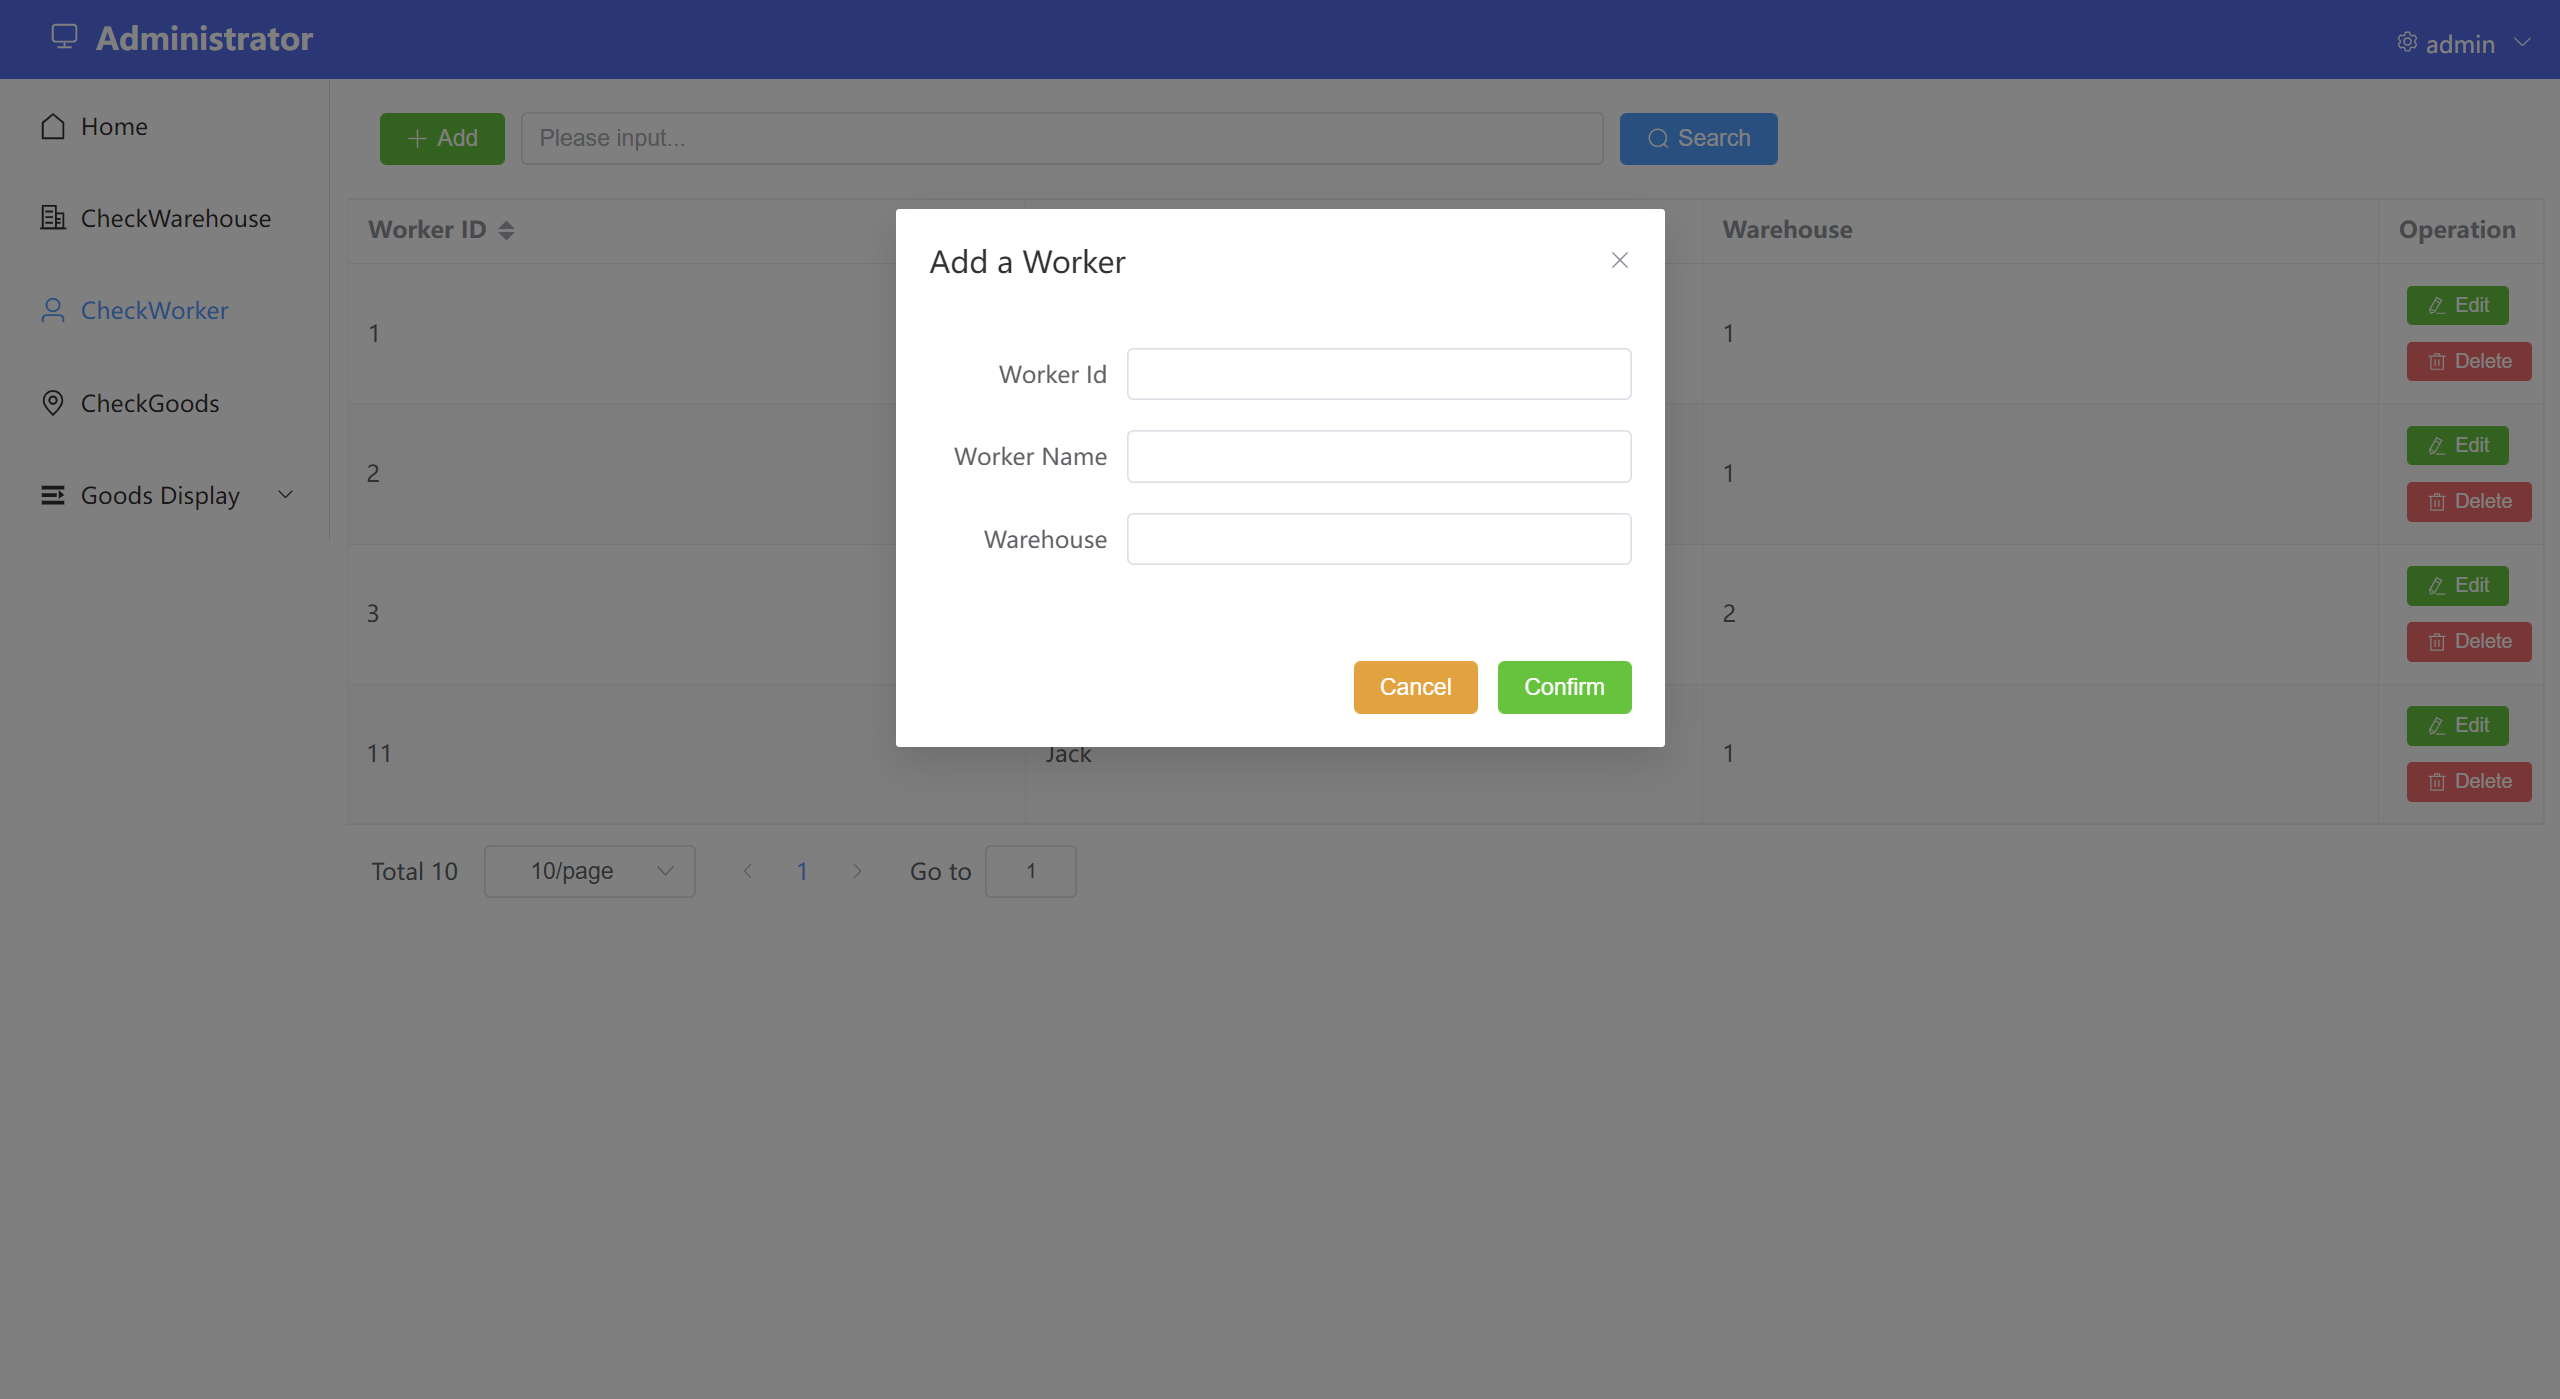 Administrator
admin
Home
CheckWarehouse
CheckWorker
CheckGoods
Goods Display
Add
Please input...
Search
Worker ID
Warehouse
Operation
1
1
Edit
Delete
2
1
Edit
Delete
3
2
Edit
Delete
11
Jack
1
Edit
Delete
Total 10
10/page
1
Go to
1
Add a Worker
Worker Id
Worker Name
Warehouse
Cancel
Confirm